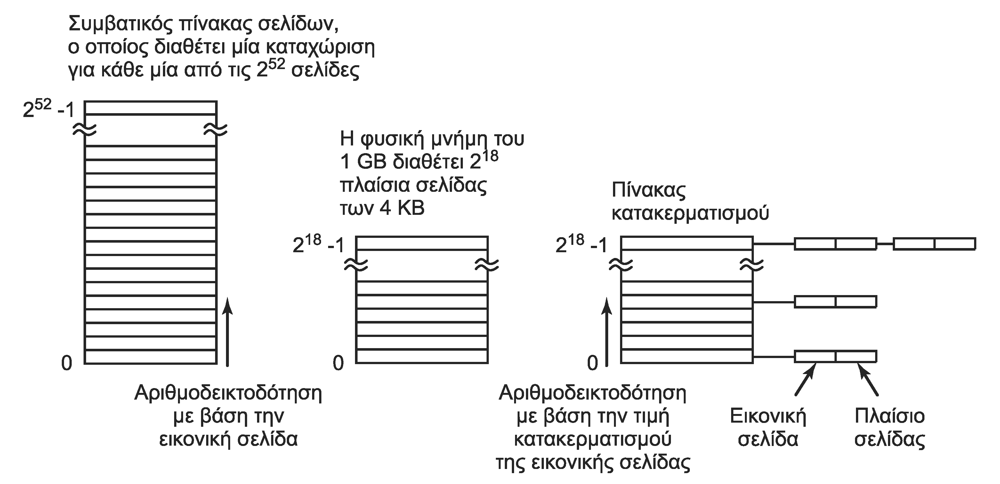 Συμβατικός πίνακας σελίδων,
ο οποίος διαθέτει μία καταχώριση
για κάθε μία από τις 2^52 σελίδες
2^52 -1
0
Αριθμοδεικτοδότηση
με βάση την
εικονική σελίδα
Η φυσική μνήμη του
1 GB διαθέτει 2^18
πλαίσια σελίδας
των 4 KB
2^18 -1
0
Πίνακας
κατακερματισμού
2^18 -1
0
Αριθμοδεικτοδότηση
με βάση την τιμή
κατακερματισμού
της εικονικής σελίδας
Εικονική
σελίδα
Πλαίσιο
σελίδας